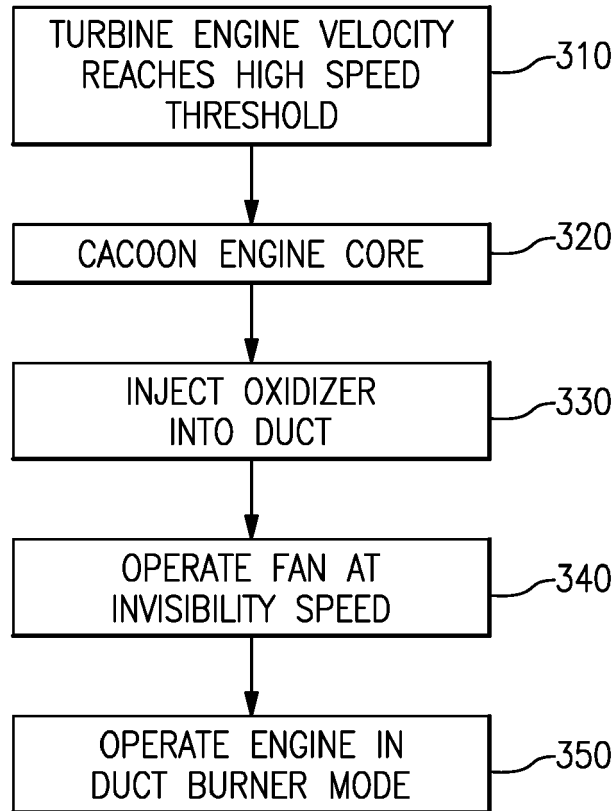 TURBINE ENGINE VELOCITY
REACHES HIGH SPEED
THRESHOLD
310
CACOON ENGINE CORE
320
INJECT OXIDIZER
INTO DUCT
330
OPERATE FAN AT
INVISIBILITY SPEED
340
OPERATE ENGINE IN
DUCT BURNER MODE
350